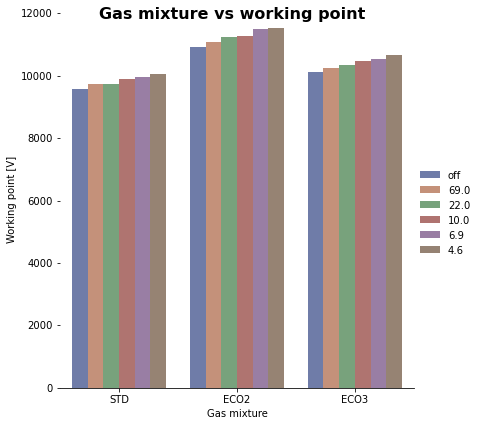 Gas mixture vs working point
12000
10000
8000
6000
4000
2000
0
Working point [V]
STD
ECO2
ECO3
Gas mixture
off
69.0
22.0
10.0
6.9
4.6